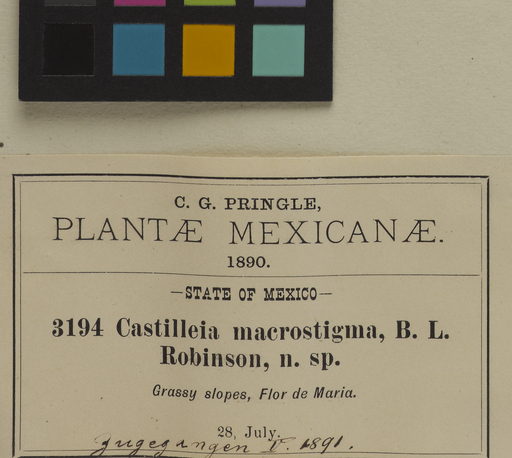 C. G. PRINGLE,
PLANTÆ MEXICANÆ.
1890.
—STATE OF MEXICO—
3194 Castilleia macrostigma, B. L.
Robinson, n. sp.
Grassy slopes, Flor de Maria.
28, July.
Zugegangen V. 1891.